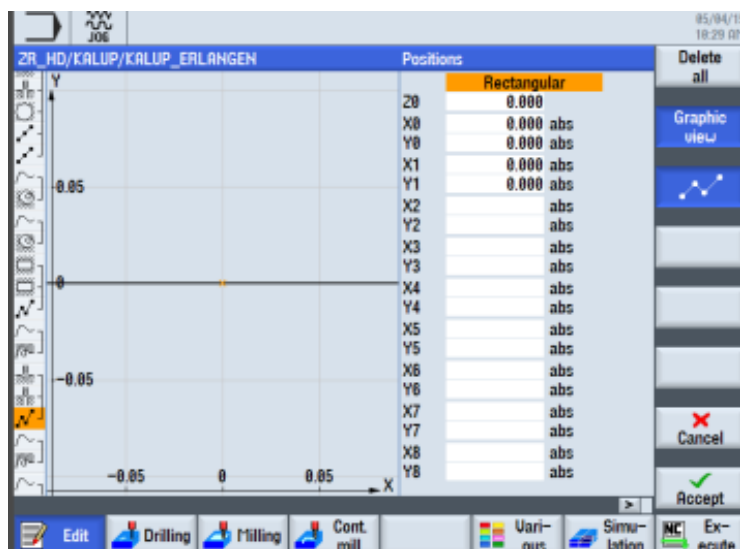 JOG
05/04/1
10:29 AM
ZR_HD/KALUP/KALUP_ERLANGEN
Positions
Rectangular
Z0 0.000
X0 0.000 abs
Y0 0.000 abs
X1 0.000 abs
Y1 0.000 abs
X2 abs
Y2 abs
X3 abs
Y3 abs
X4 abs
Y4 abs
X5 abs
Y5 abs
X6 abs
Y6 abs
X7 abs
Y7 abs
X8 abs
Y8 abs
Y
0.05
0
-0.05
-0.05 0 0.05 X
Delete
all
Graphic
view
Cancel
Accept
Edit
Drilling
Milling
Cont.
mill
Vari-
ous
Simu-
lation
NC Ex-
ecute